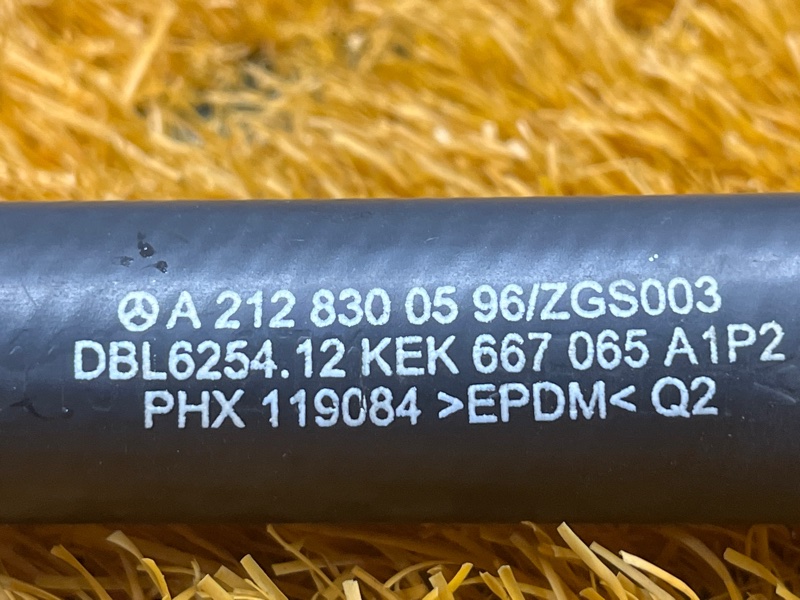 A 212 830 05 96/ZGS003
DBL6254.12 KEK 667 065 A1P2
PHX 119084 >EPDM< Q2